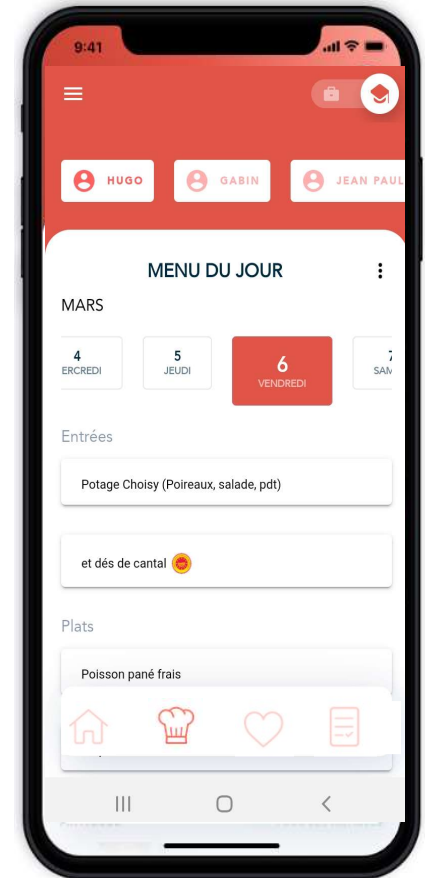 9:41
HUGO GABIN JEAN PAUL
MENU DU JOUR
MARS
4 5 6 7
ERCREDI JEUDI VENDREDI SAM
Entrées
Potage Choisy (Poireaux, salade, pdt)
et dés de cantal
Plats
Poisson pané frais